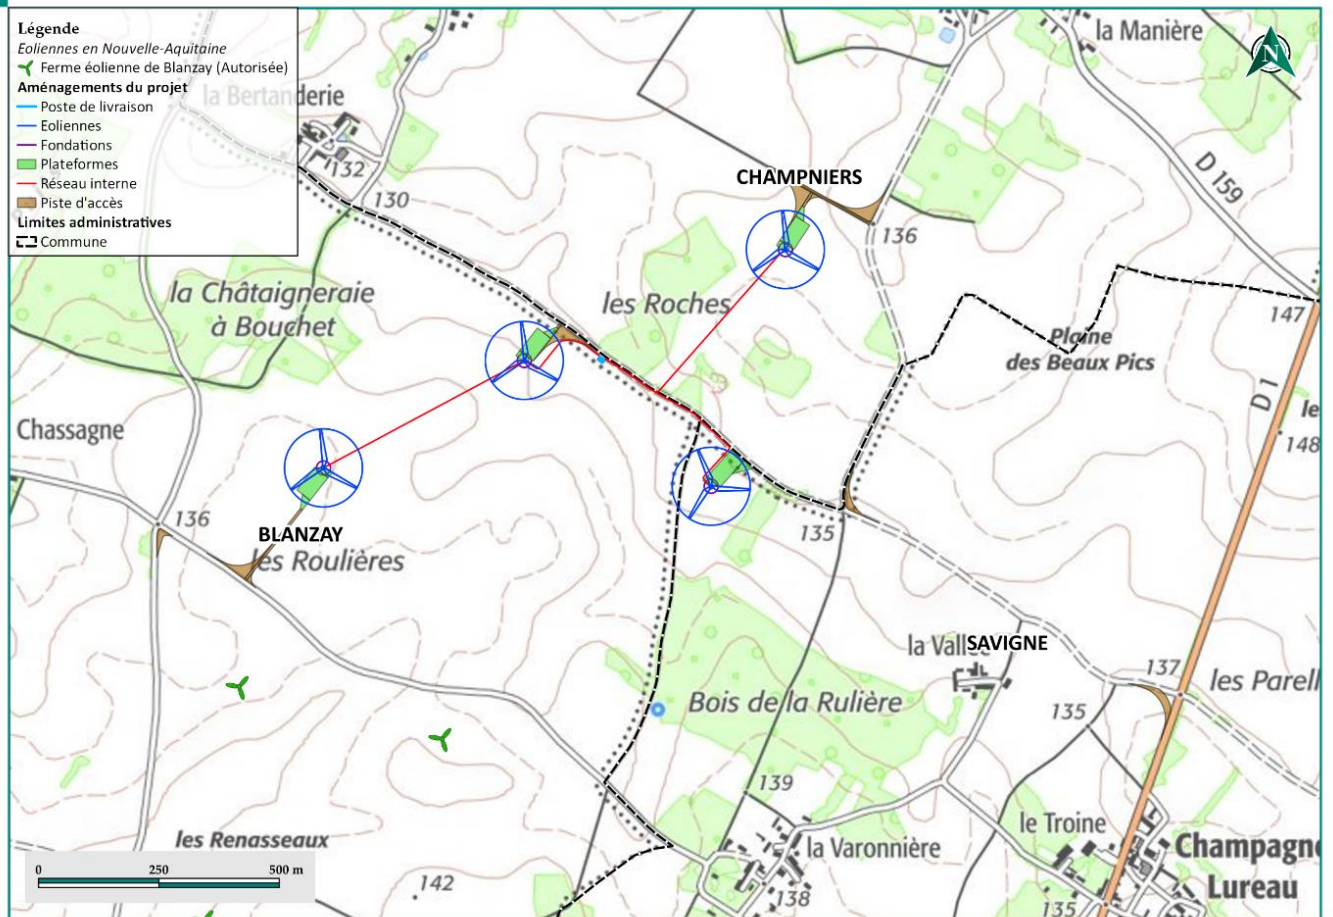 Légende
Eoliennes en Nouvelle-Aquitaine
Ferme éolienne de Blanzay (Autorisée)
Aménagements du projet
Poste de livraison
Eoliennes
Fondations
Plateformes
Réseau interne
Piste d'accès
Limites administratives
Commune
la Bertanderie
132
130
la Manière
N
D 159
CHAMPNIERS
136
la Châtaigneraie
à Bouchet
les Roches
147
Plaine
des Beaux Pics
D 1
le
148
Chassagne
136
BLANZAY
les Roulières
135
la Vallée
SAVIGNE
137
les Parell
Bois de la Rulière
135
139
les Renasseaux
la Varonnière
le Troine
Champagne
Lureau
0 250 500 m
142
138
135